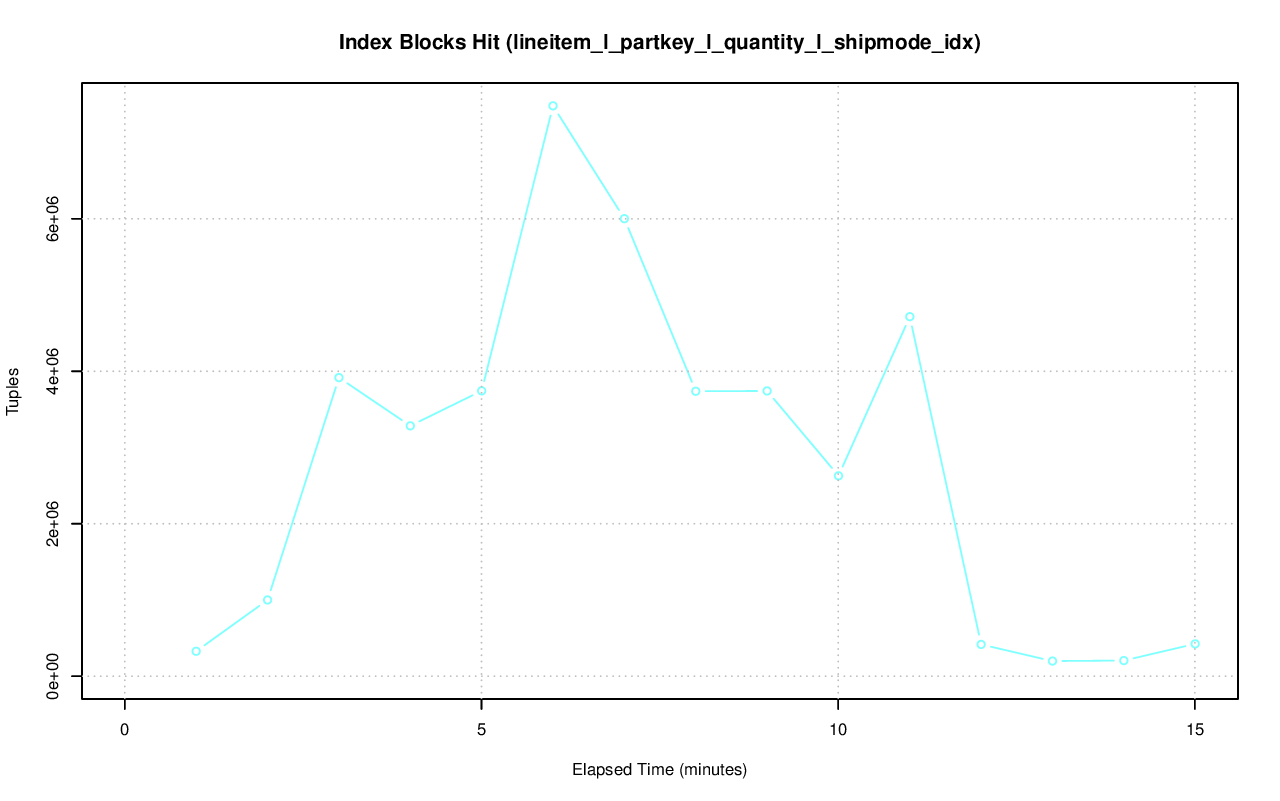 Index Blocks Hit (lineitem_l_partkey_l_quantity_l_shipmode_idx)
Tuples
6e+06
4e+06
2e+06
0e+00
0 5 10 15
Elapsed Time (minutes)